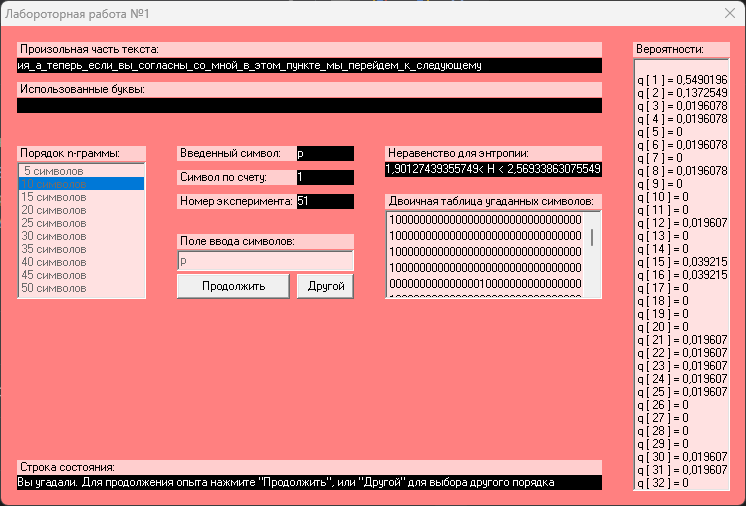 Лабороторная работа №1
Произольная часть текста:
ия_а_теперь_если_вы_согласны_со_мной_в_этом_пункте_мы_перейдем_к_следующему
Использованные буквы:
Порядок n-граммы:
5 символов
15 символов
20 символов
25 символов
30 символов
35 символов
40 символов
45 символов
50 символов
Введенный символ: р
Символ по счету: 1
Номер эксперимента: 51
Поле ввода символов:
р
Продолжить
Другой
Неравенство для энтропии:
1,90127439355749< H < 2,56933863075549
Двоичная таблица угаданных символов:
10000000000000000000000000000000
10000000000000000000000000000000
10000000000000000000000000000000
10000000000000000000000000000000
00000000000000100000000000000000
Вероятности:
q [ 1 ] = 0,5490196
q [ 2 ] = 0,1372549
q [ 3 ] = 0,0196078
q [ 4 ] = 0,0196078
q [ 5 ] = 0
q [ 6 ] = 0,0196078
q [ 7 ] = 0
q [ 8 ] = 0,0196078
q [ 9 ] = 0
q [ 10 ] = 0
q [ 11 ] = 0
q [ 12 ] = 0,019607
q [ 13 ] = 0
q [ 14 ] = 0
q [ 15 ] = 0,039215
q [ 16 ] = 0,039215
q [ 17 ] = 0
q [ 18 ] = 0
q [ 19 ] = 0
q [ 20 ] = 0
q [ 21 ] = 0,019607
q [ 22 ] = 0,019607
q [ 23 ] = 0,019607
q [ 24 ] = 0,019607
q [ 25 ] = 0,019607
q [ 26 ] = 0
q [ 27 ] = 0
q [ 28 ] = 0
q [ 29 ] = 0
q [ 30 ] = 0,019607
q [ 31 ] = 0,019607
q [ 32 ] = 0
Строка состояния:
Вы угадали. Для продолжения опыта нажмите "Продолжить", или "Другой" для выбора другого порядка